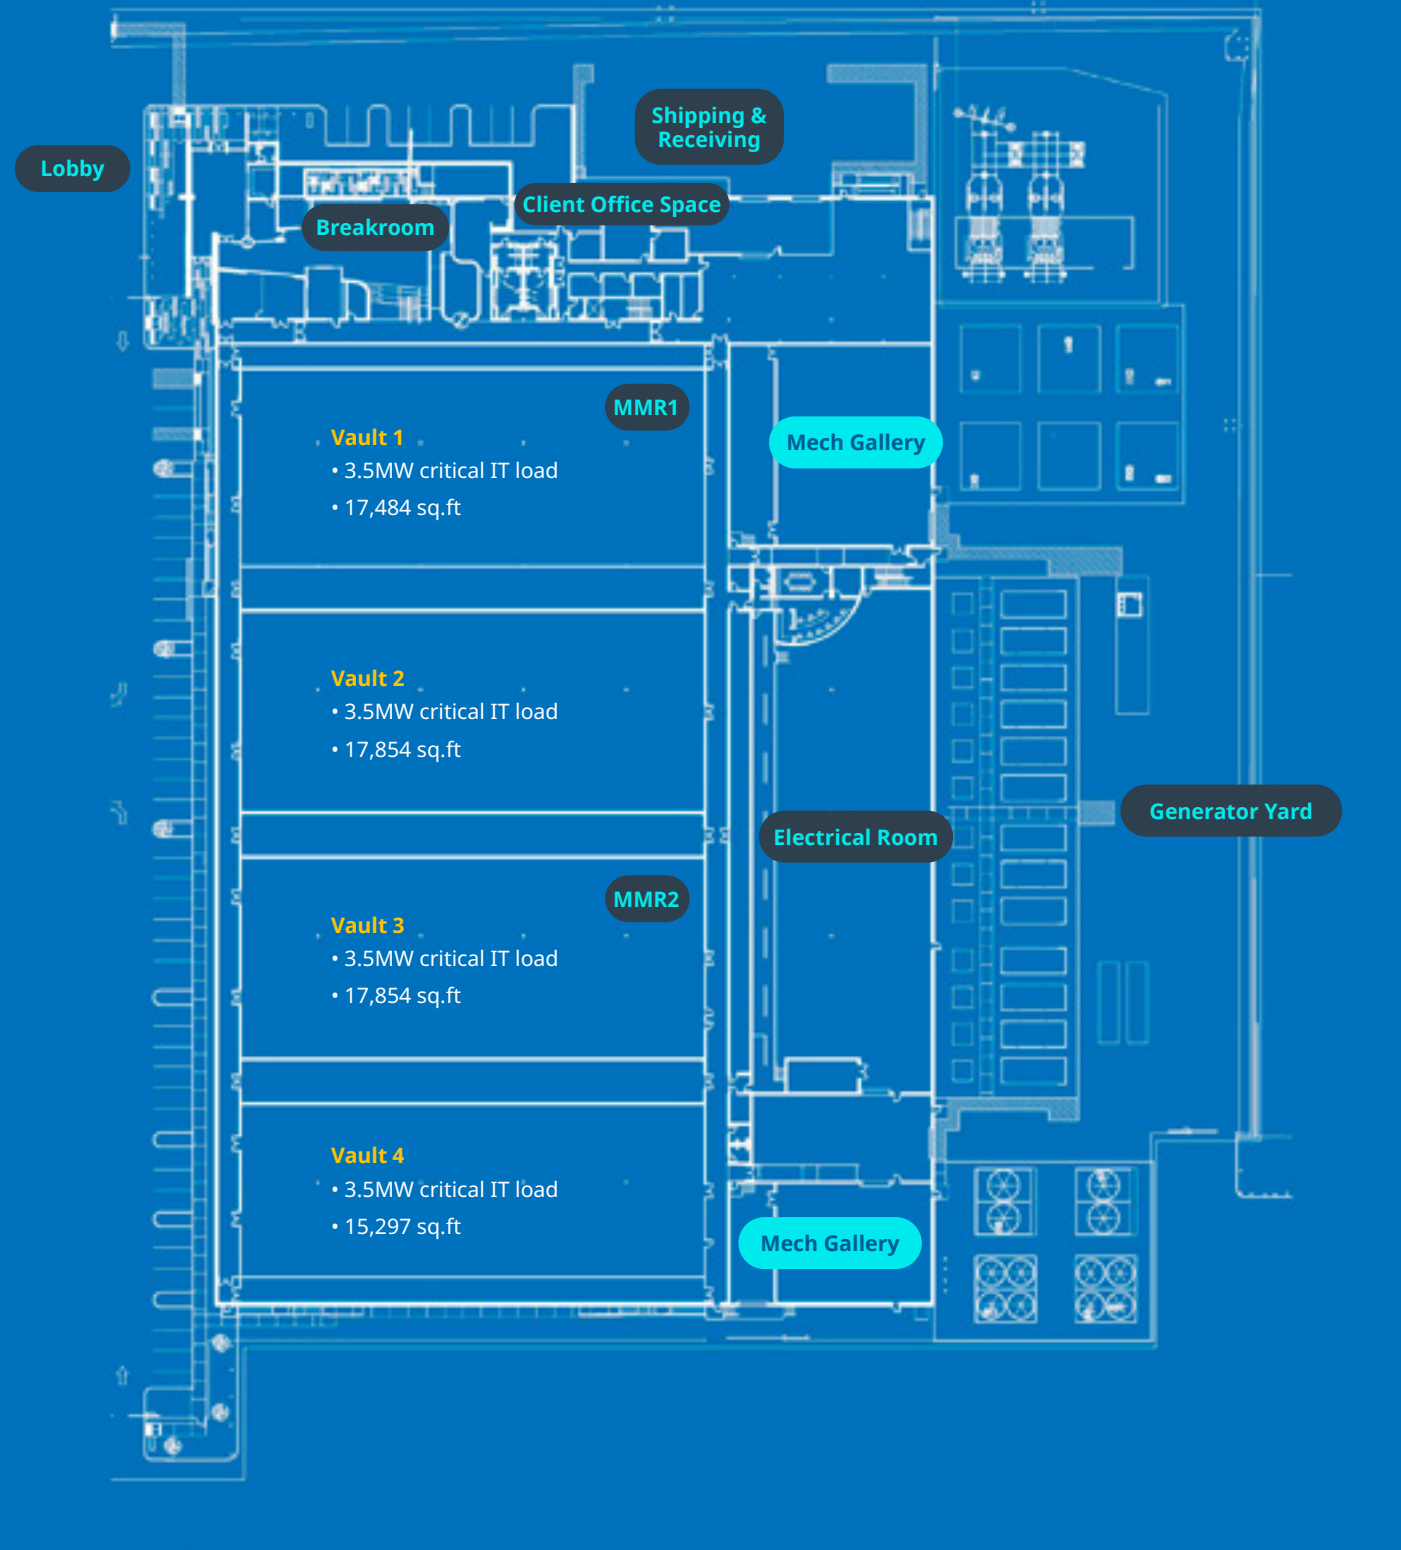 Shipping &
Receiving
Lobby
Client Office Space
Breakroom
MMR1
Vault 1
• 3.5MW critical IT load
• 17,484 sq.ft
Mech Gallery
Vault 2
• 3.5MW critical IT load
• 17,854 sq.ft
Generator Yard
Electrical Room
MMR2
Vault 3
• 3.5MW critical IT load
• 17,854 sq.ft
Vault 4
• 3.5MW critical IT load
• 15,297 sq.ft
Mech Gallery